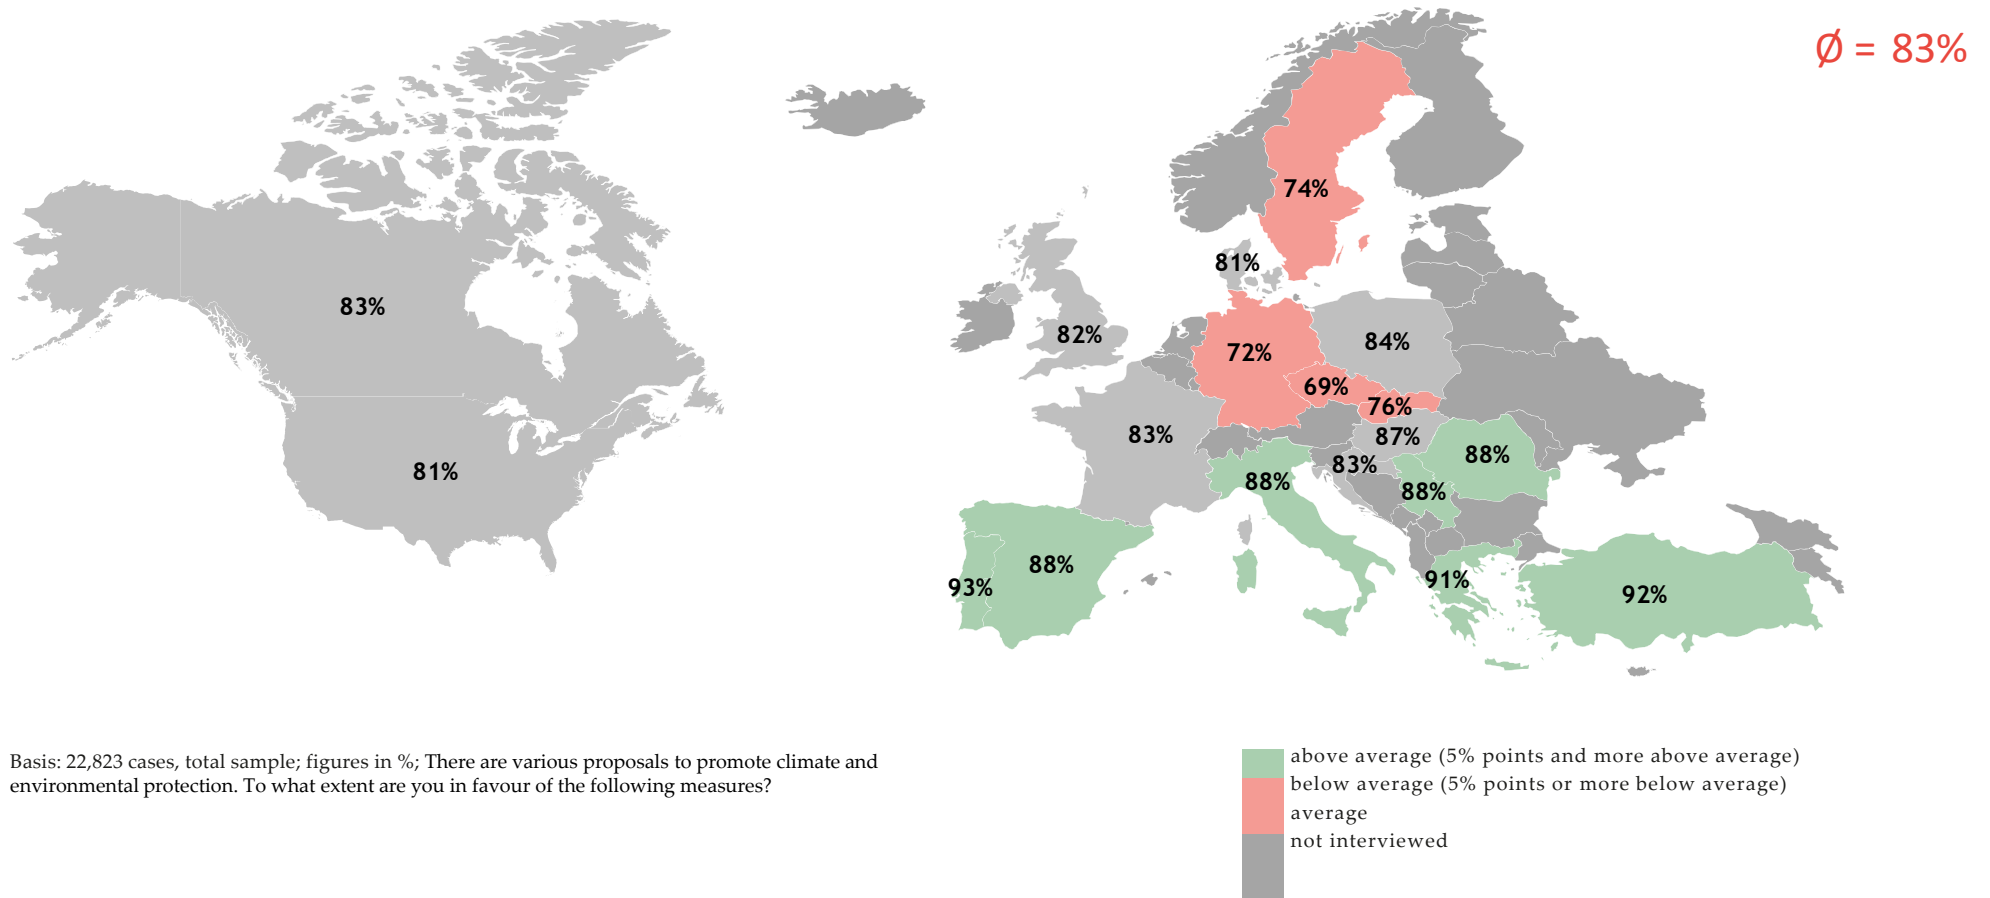 Ø = 83%
74%
81%
83%
82%
72%
84%
69%
76%
83%
87%
88%
83%
81%
88%
88%
88%
93%
91%
92%
Basis: 22,823 cases, total sample; figures in %; There are various proposals to promote climate and
environmental protection. To what extent are you in favour of the following measures?
above average (5% points and more above average)
below average (5% points or more below average)
average
not interviewed